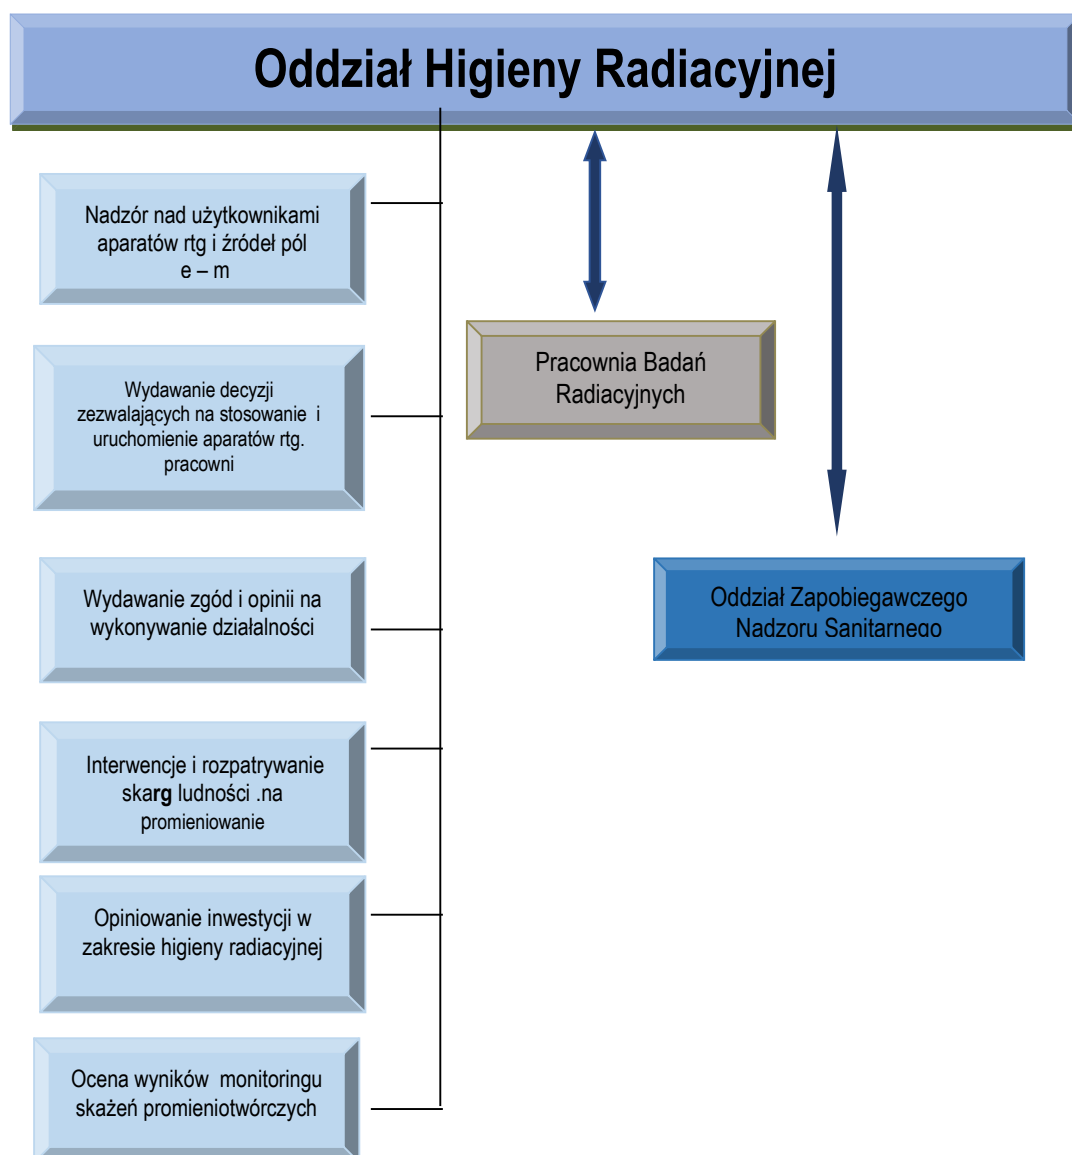 Oddział Higieny Radiacyjnej
Nadzór nad użytkownikami
aparatów rtg i źródeł pól
e – m
Wydawanie decyzji
zezwalających na stosowanie i
uruchomienie aparatów rtg.
pracowni
Wydawanie zgód i opinii na
wykonywanie działalności
Interwencje i rozpatrywanie
skarg ludności .na
promieniowanie
Opiniowanie inwestycji w
zakresie higieny radiacyjnej
Ocena wyników monitoringu
skażeń promieniotwórczych
Pracownia Badań
Radiacyjnych
Oddział Zapobiegawczego
Nadzoru Sanitarnego